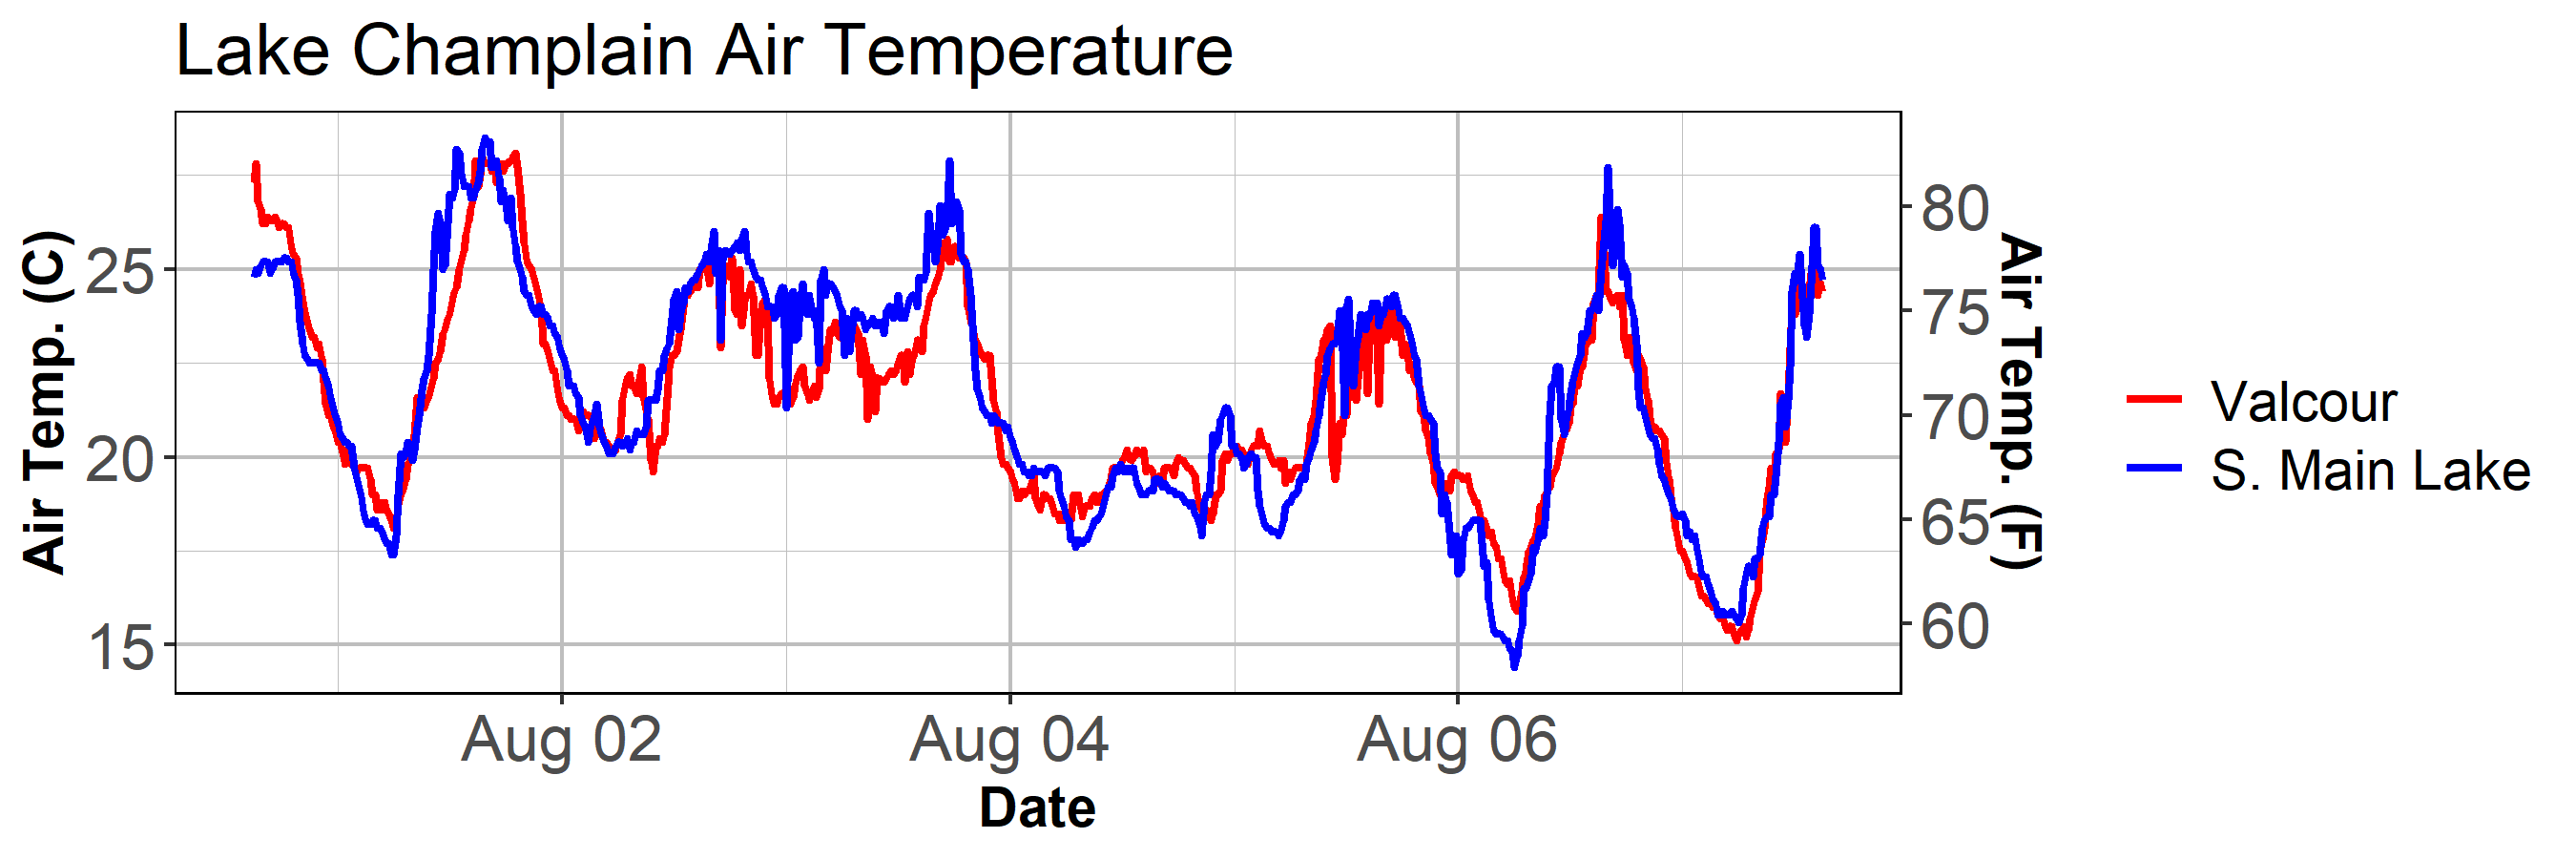 Lake Champlain Air Temperature
Air Temp. (C)
25
20
15
80
75
70
65
60
Air Temp. (F)
Aug 02
Aug 04
Aug 06
Date
Valcour
S. Main Lake